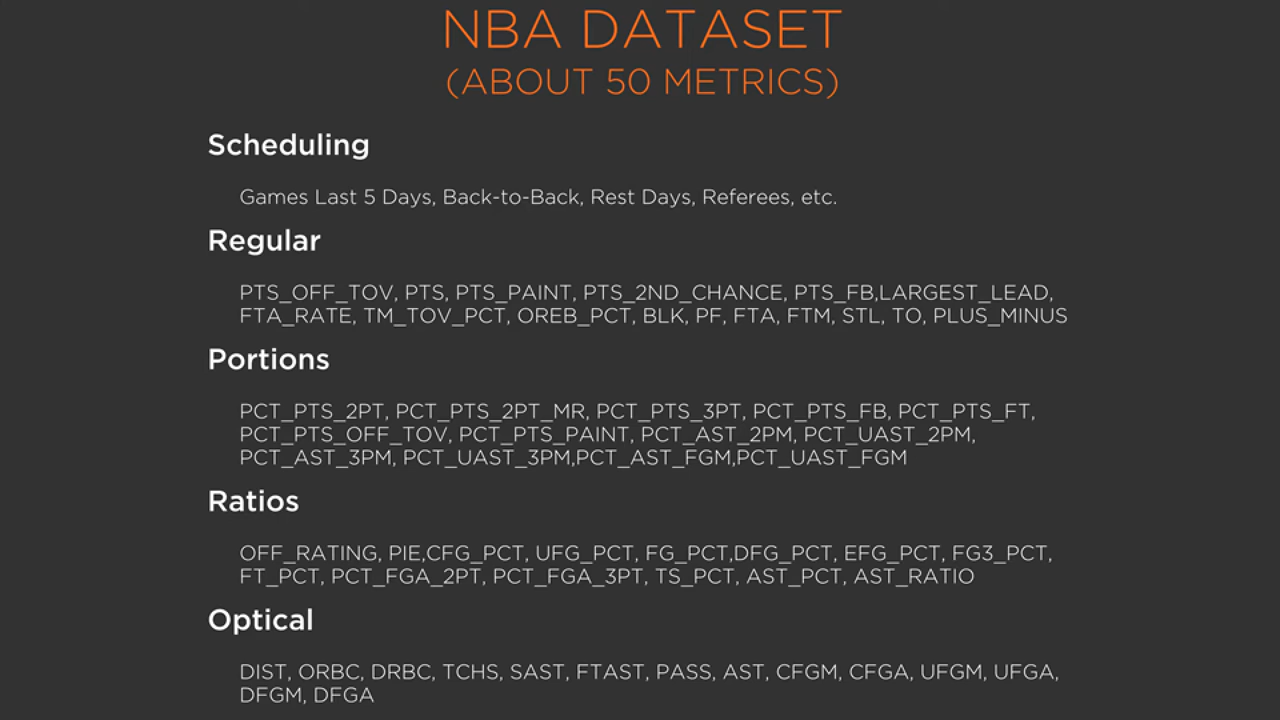 NBA DATASET
(ABOUT 50 METRICS)
Scheduling
Games Last 5 Days, Back-to-Back, Rest Days, Referees, etc.
Regular
PTS_OFF_TOV, PTS, PTS_PAINT, PTS_2ND_CHANCE, PTS_FB,LARGEST_LEAD,
FTA_RATE, TM_TOV_PCT, OREB_PCT, BLK, PF, FTA, FTM, STL, TO, PLUS_MINUS
Portions
PCT_PTS_2PT, PCT_PTS_2PT_MR, PCT_PTS_3PT, PCT_PTS_FB, PCT_PTS_FT,
PCT_PTS_OFF_TOV, PCT_PTS_PAINT, PCT_AST_2PM, PCT_UAST_2PM,
PCT_AST_3PM, PCT_UAST_3PM,PCT_AST_FGM,PCT_UAST_FGM
Ratios
OFF_RATING, PIE,CFG_PCT, UFG_PCT, FG_PCT,DFG_PCT, EFG_PCT, FG3_PCT,
FT_PCT, PCT_FGA_2PT, PCT_FGA_3PT, TS_PCT, AST_PCT, AST_RATIO
Optical
DIST, ORBC, DRBC, TCHS, SAST, FTAST, PASS, AST, CFGM, CFGA, UFGM, UFGA,
DFGM, DFGA